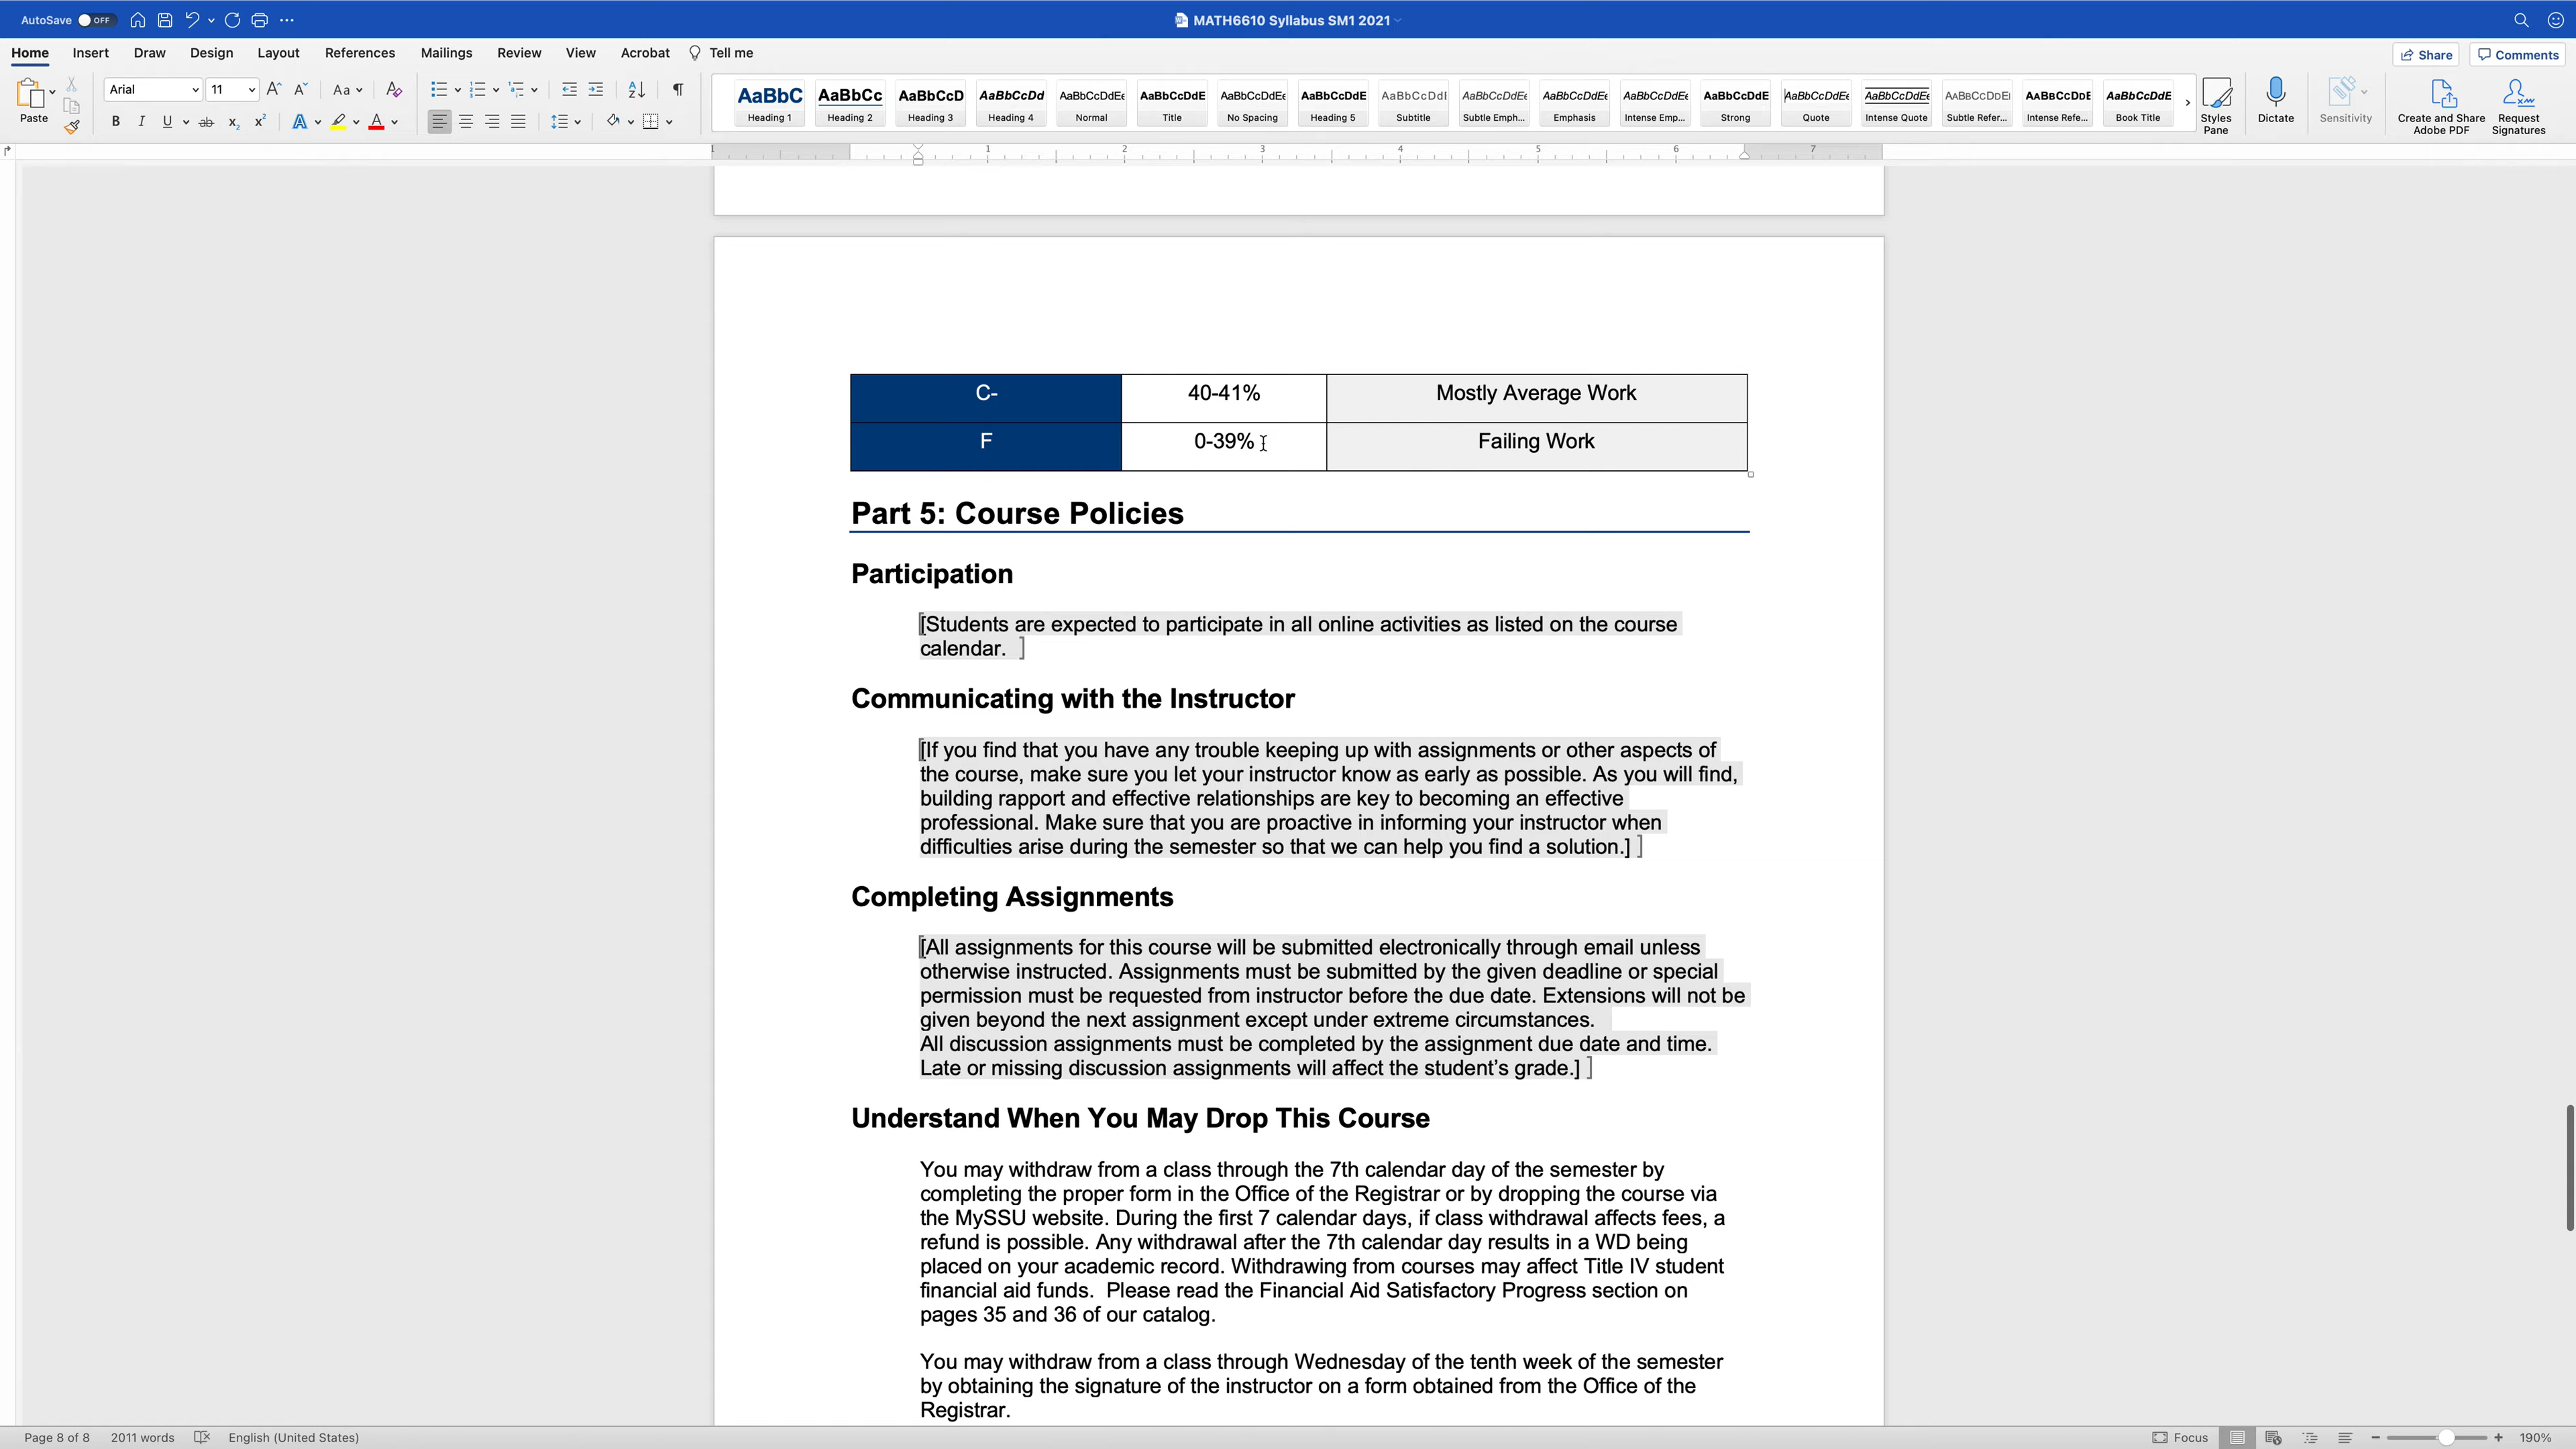 AutoSave OFF
MATH6610 Syllabus SM1 2021
Home Insert Draw Design Layout References Mailings Review View Acrobat Tell me
Share Comments
Paste
Arial 11
Aa
B I U ab x₂ x²
A A
AaBbC AaBbCc AaBbCcD AaBbCcDd AaBbCcDdEe AaBbCcDdE AaBbCcDdEe AaBbCcDdE AaBbCcDdE AaBbCcDdEe AaBbCcDdEe AaBbCcDdEe AaBbCcDdE AaBbCcDdEe AaBbCcDdEe AaBbCcDdEe AaBbCcDdE AaBbCcDdE
Heading 1 Heading 2 Heading 3 Heading 4 Normal Title No Spacing Heading 5 Subtitle Subtle Emph... Emphasis Intense Emp... Strong Quote Intense Quote Subtle Refer... Intense Refe... Book Title
Styles Pane
Dictate
Sensitivity
Create and Share Adobe PDF
Request Signatures
1 1 2 3 4 5 6 7
C- 40-41% Mostly Average Work
F 0-39% Failing Work
Part 5: Course Policies
Participation
[Students are expected to participate in all online activities as listed on the course
calendar. ]
Communicating with the Instructor
[If you find that you have any trouble keeping up with assignments or other aspects of
the course, make sure you let your instructor know as early as possible. As you will find,
building rapport and effective relationships are key to becoming an effective
professional. Make sure that you are proactive in informing your instructor when
difficulties arise during the semester so that we can help you find a solution.] ]
Completing Assignments
[All assignments for this course will be submitted electronically through email unless
otherwise instructed. Assignments must be submitted by the given deadline or special
permission must be requested from instructor before the due date. Extensions will not be
given beyond the next assignment except under extreme circumstances.
All discussion assignments must be completed by the assignment due date and time.
Late or missing discussion assignments will affect the student’s grade.] ]
Understand When You May Drop This Course
You may withdraw from a class through the 7th calendar day of the semester by
completing the proper form in the Office of the Registrar or by dropping the course via
the MySSU website. During the first 7 calendar days, if class withdrawal affects fees, a
refund is possible. Any withdrawal after the 7th calendar day results in a WD being
placed on your academic record. Withdrawing from courses may affect Title IV student
financial aid funds.  Please read the Financial Aid Satisfactory Progress section on
pages 35 and 36 of our catalog.
You may withdraw from a class through Wednesday of the tenth week of the semester
by obtaining the signature of the instructor on a form obtained from the Office of the
Registrar.
Page 8 of 8 2011 words English (United States)
Focus 190%